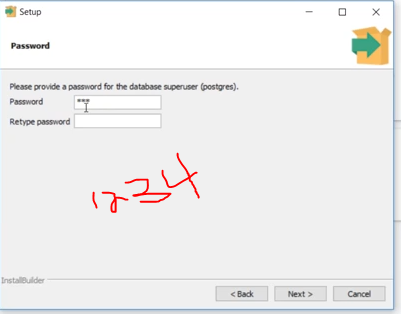 Setup
Password
Please provide a password for the database superuser (postgres).
Password ***
Retype password
1234
InstallBuilder
< Back Next > Cancel